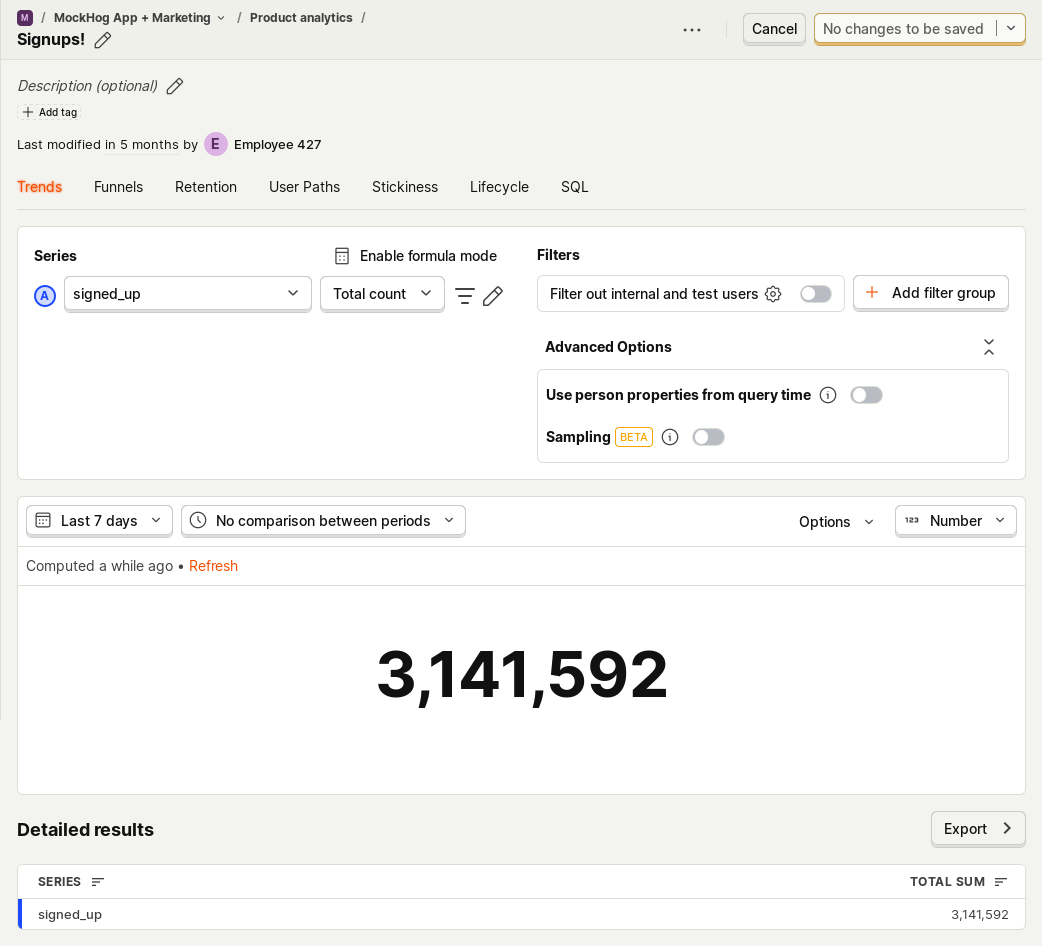 M / MockHog App + Marketing / Product analytics /
Signups!
Cancel
No changes to be saved
Description (optional)
Add tag
Last modified in 5 months by E Employee 427
Trends Funnels Retention User Paths Stickiness Lifecycle SQL
Series
Enable formula mode
A signed_up
Total count
Filters
Filter out internal and test users
Add filter group
Advanced Options
Use person properties from query time
Sampling BETA
Last 7 days
No comparison between periods
Options
123 Number
Computed a while ago • Refresh
3,141,592
Detailed results
Export
SERIES TOTAL SUM
signed_up 3,141,592